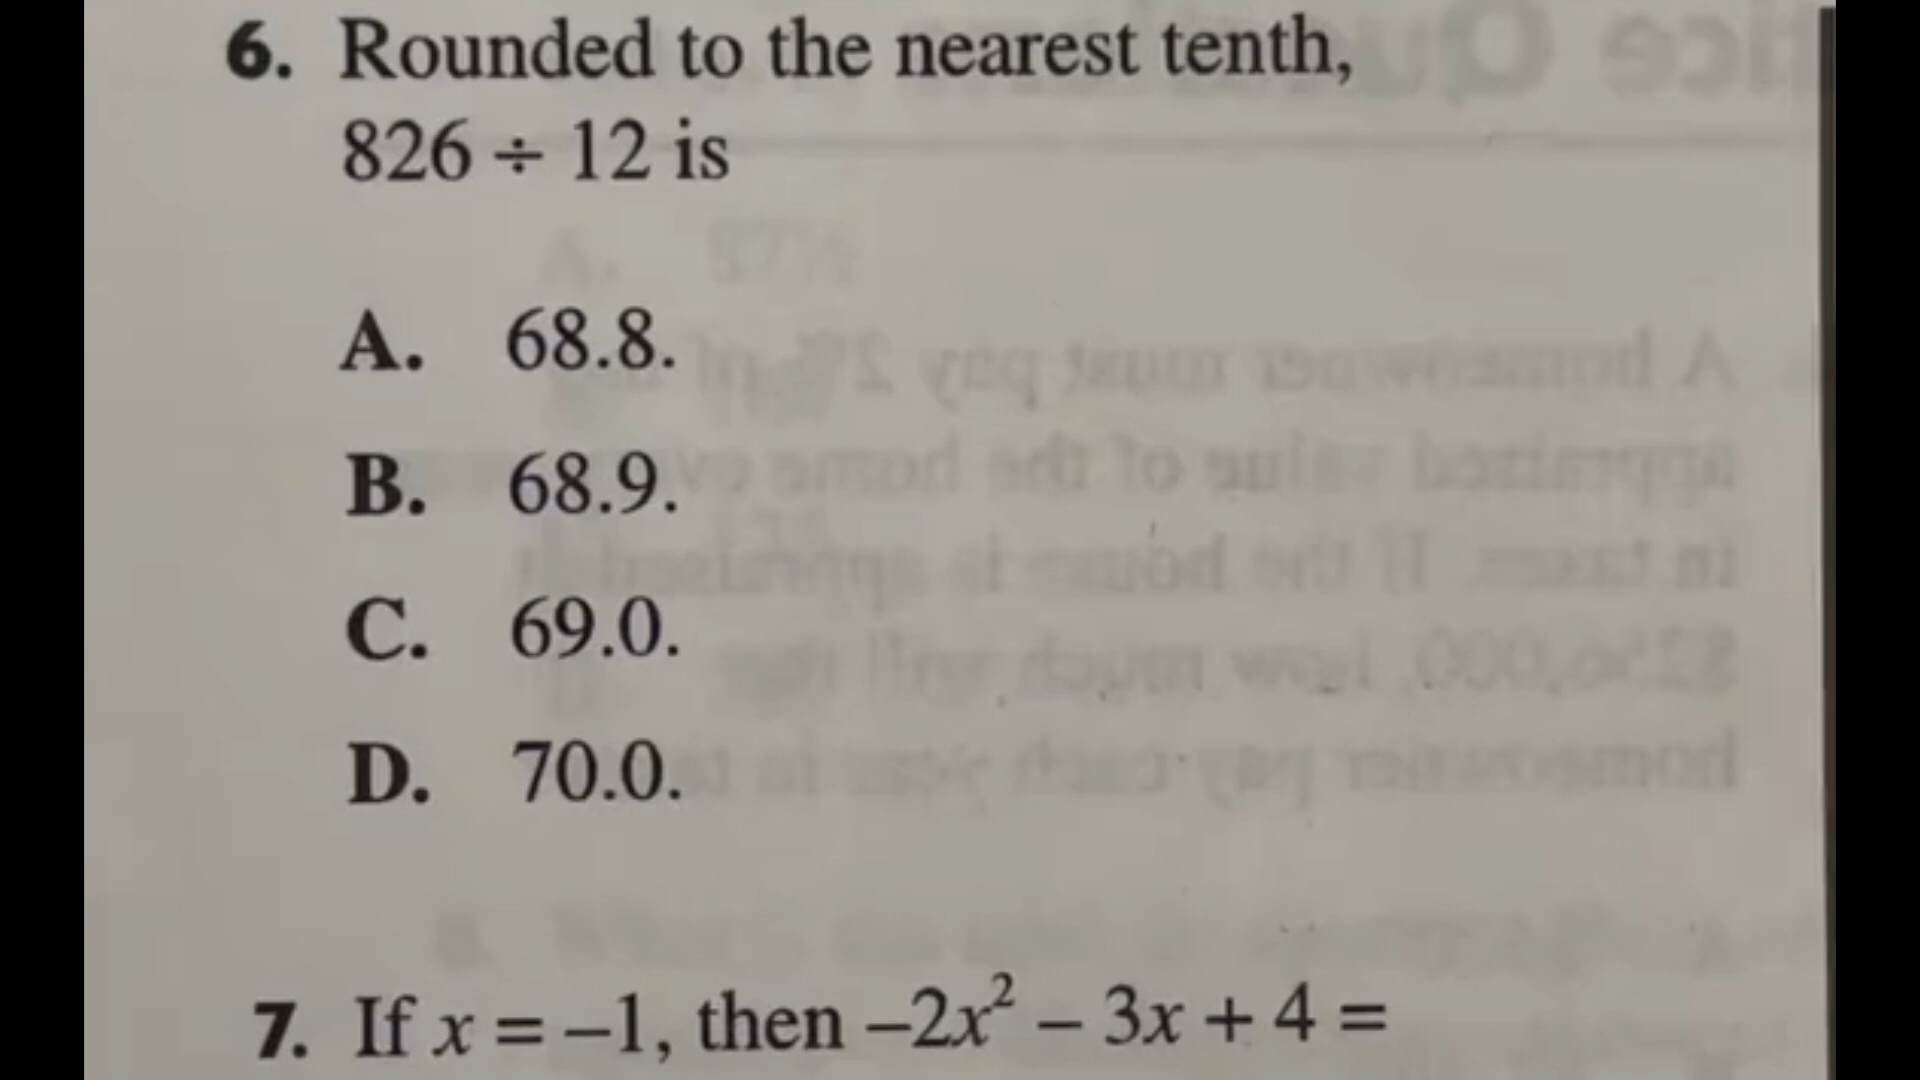 6. Rounded to the nearest tenth,
826 ÷ 12 is
A. 68.8.
B. 68.9.
C. 69.0.
D. 70.0.
7. If x = –1, then –2x² – 3x + 4 =